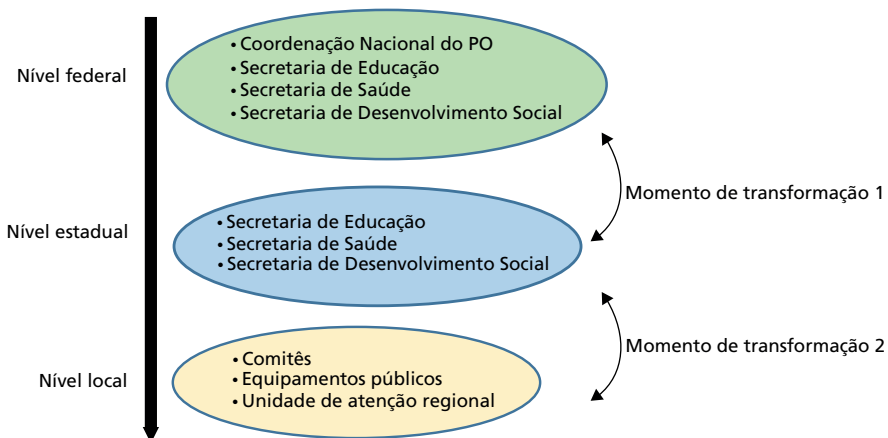 Nível federal
• Coordenação Nacional do PO
• Secretaria de Educação
• Secretaria de Saúde
• Secretaria de Desenvolvimento Social
Momento de transformação 1
Nível estadual
• Secretaria de Educação
• Secretaria de Saúde
• Secretaria de Desenvolvimento Social
Momento de transformação 2
Nível local
• Comitês
• Equipamentos públicos
• Unidade de atenção regional